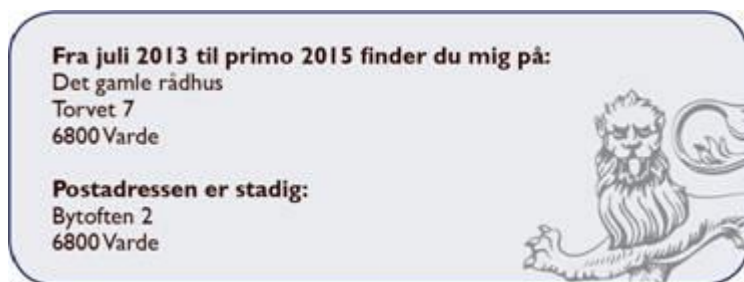 Fra juli 2013 til primo 2015 finder du mig på:
Det gamle rådhus
Torvet 7
6800 Varde
Postadressen er stadig:
Bytoften 2
6800 Varde